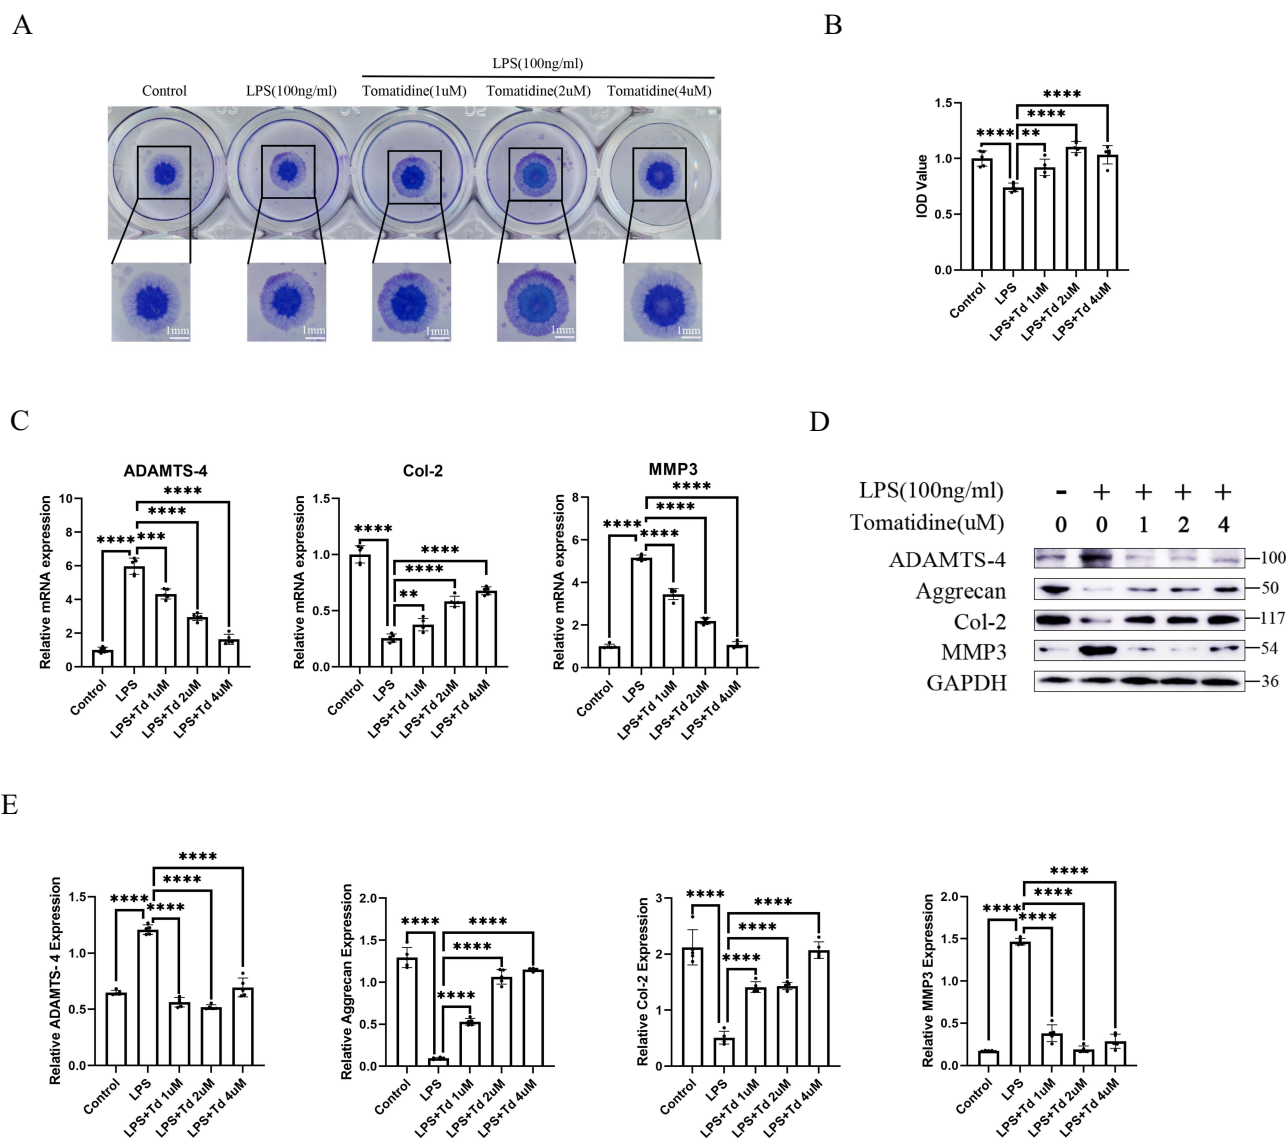 A
B
LPS(100ng/ml)
Control
LPS(100ng/ml)
Tomatidine(1uM)
Tomatidine(2uM)
Tomatidine(4uM)
1mm
1mm
1mm
1mm
1mm
IOD Value
1.5
1.0
0.5
0.0
****
**
****
****
Control
LPS
LPS+Td 1uM
LPS+Td 2uM
LPS+Td 4uM
C
D
ADAMTS-4
Relative mRNA expression
10
8
6
4
2
0
****
***
****
****
Control
LPS
LPS+Td 1uM
LPS+Td 2uM
LPS+Td 4uM
Col-2
Relative mRNA expression
1.5
1.0
0.5
0.0
****
**
****
****
Control
LPS
LPS+Td 1uM
LPS+Td 2uM
LPS+Td 4uM
MMP3
Relative mRNA expression
8
6
4
2
0
****
****
****
****
Control
LPS
LPS+Td 1uM
LPS+Td 2uM
LPS+Td 4uM
LPS(100ng/ml) - + + + +
Tomatidine(uM) 0 0 1 2 4
ADAMTS-4 100
Aggrecan 50
Col-2 117
MMP3 54
GAPDH 36
E
Relative ADAMTS- 4 Expression
1.5
1.0
0.5
0.0
****
****
****
****
Control
LPS
LPS+Td 1uM
LPS+Td 2uM
LPS+Td 4uM
Relative Aggrecan Expression
2.0
1.5
1.0
0.5
0.0
****
****
****
****
Control
LPS
LPS+Td 1uM
LPS+Td 2uM
LPS+Td 4uM
Relative Col-2 Expression
3
2
1
0
****
****
****
****
Control
LPS
LPS+Td 1uM
LPS+Td 2uM
LPS+Td 4uM
Relative MMP3 Expression
2.0
1.5
1.0
0.5
0.0
****
****
****
****
Control
LPS
LPS+Td 1uM
LPS+Td 2uM
LPS+Td 4uM